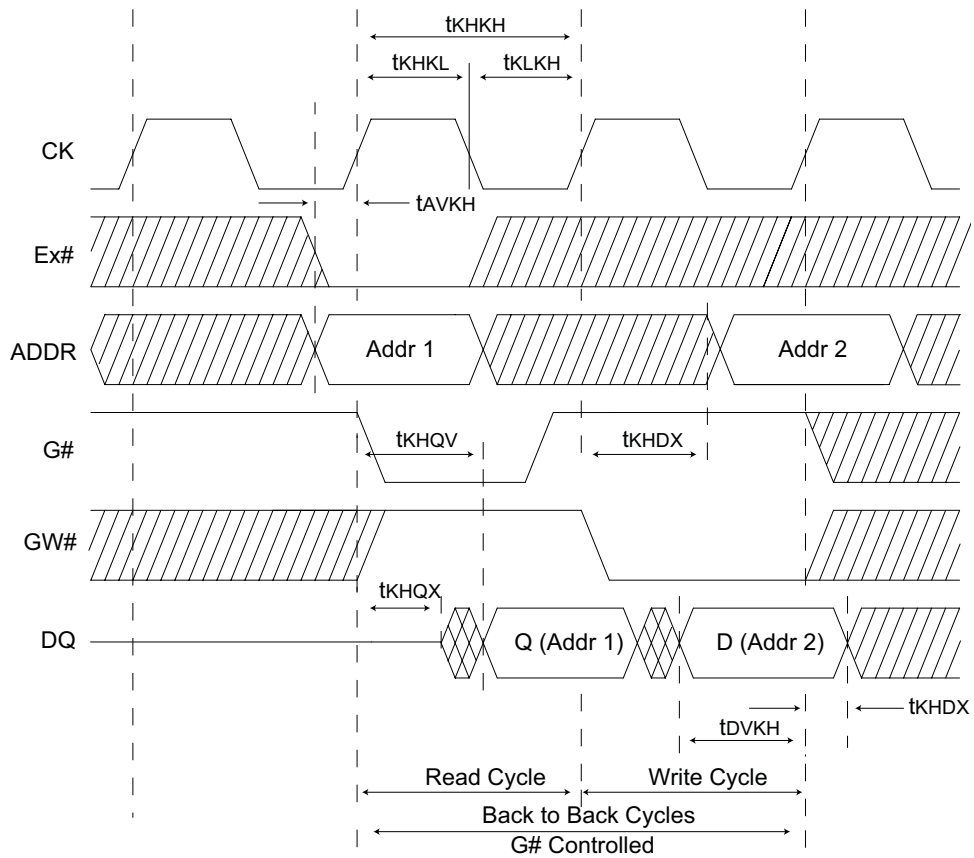 tKHKH
tKHKL
tKLKH
CK
tAVKH
Ex#
ADDR
Addr 1
Addr 2
G#
tKHQV
tKHDX
GW#
tKHQX
DQ
Q (Addr 1)
D (Addr 2)
tKHDX
tDVKH
Read Cycle
Write Cycle
Back to Back Cycles
G# Controlled